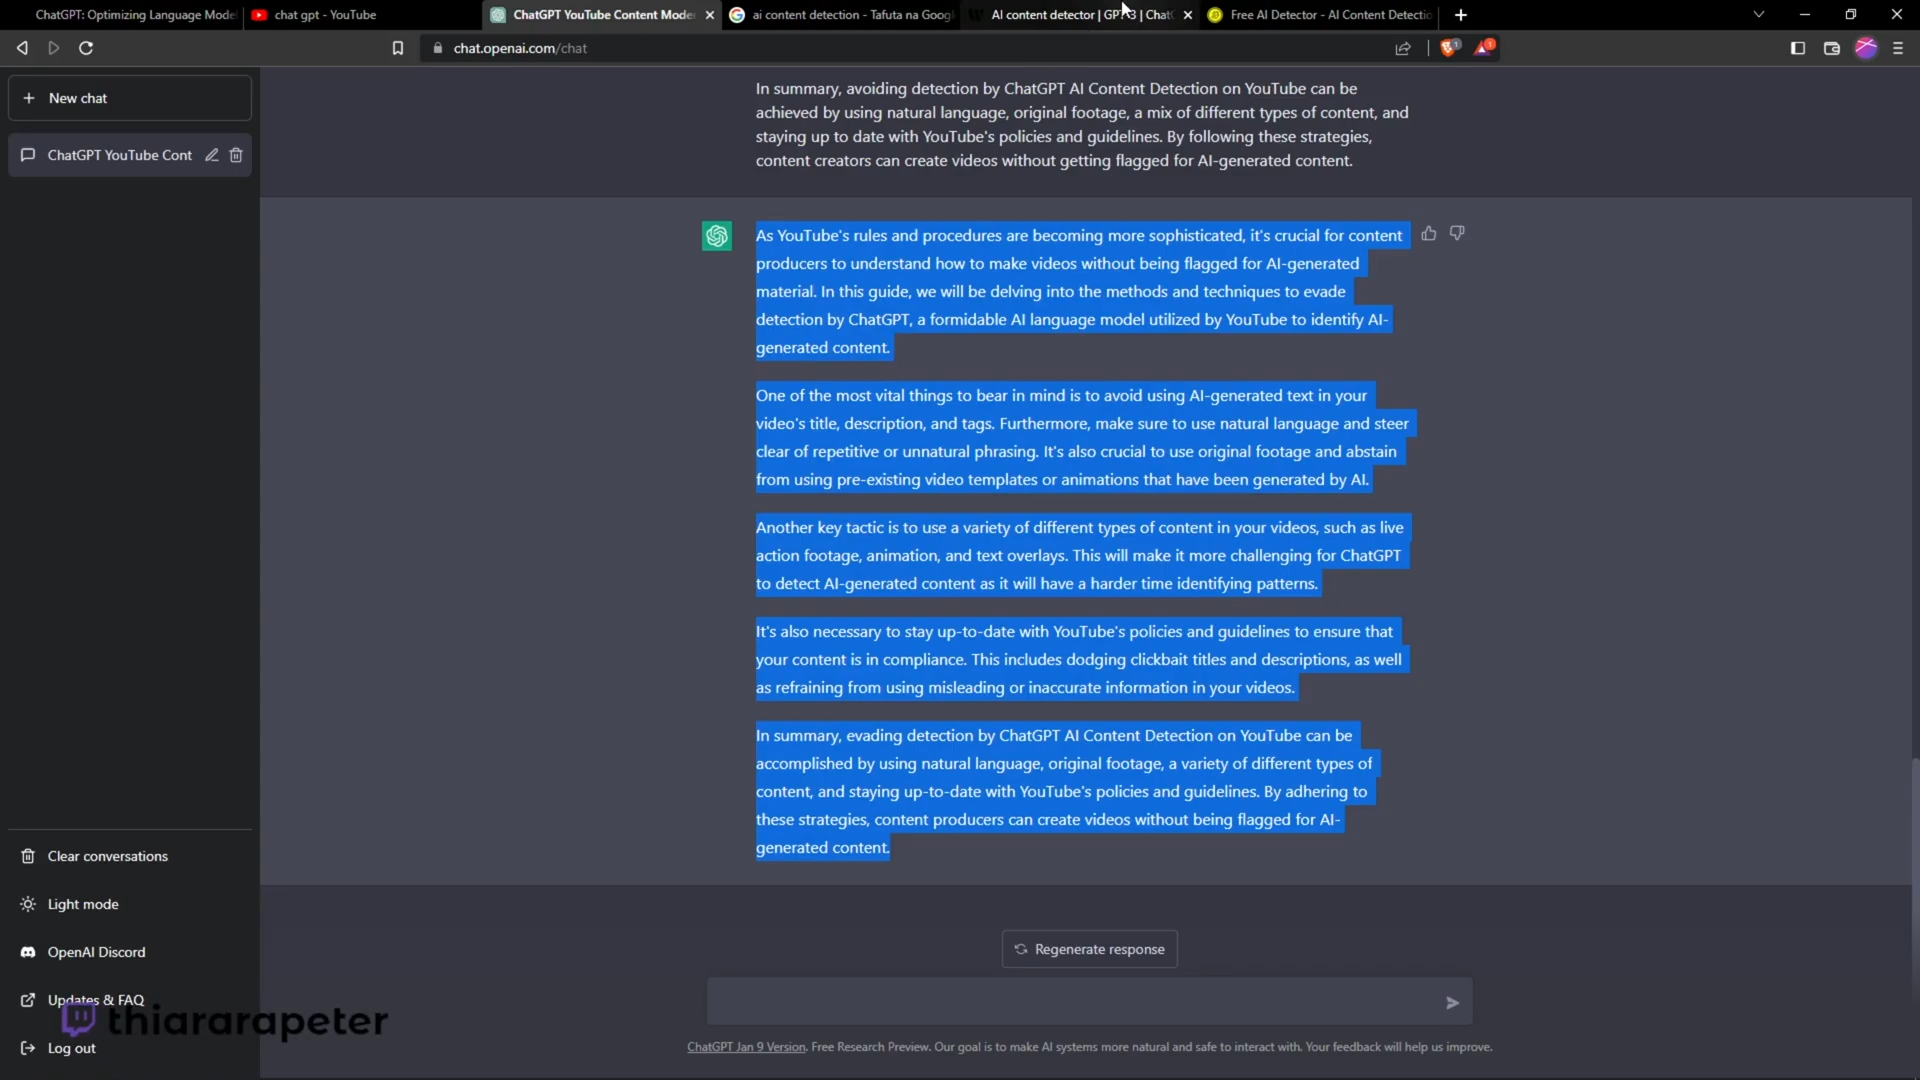 ChatGPT: Optimizing Language Model
chat gpt - YouTube
ChatGPT YouTube Content Mode
ai content detection - Tafuta na Googl
AI content detector | GPT-3 | Chat
Free AI Detector - AI Content Detectio
chat.openai.com/chat
1
1
New chat
ChatGPT YouTube Cont
In summary, avoiding detection by ChatGPT AI Content Detection on YouTube can be
achieved by using natural language, original footage, a mix of different types of content, and
staying up to date with YouTube's policies and guidelines. By following these strategies,
content creators can create videos without getting flagged for AI-generated content.
As YouTube's rules and procedures are becoming more sophisticated, it's crucial for content
producers to understand how to make videos without being flagged for AI-generated
material. In this guide, we will be delving into the methods and techniques to evade
detection by ChatGPT, a formidable AI language model utilized by YouTube to identify AI-
generated content.
One of the most vital things to bear in mind is to avoid using AI-generated text in your
video's title, description, and tags. Furthermore, make sure to use natural language and steer
clear of repetitive or unnatural phrasing. It's also crucial to use original footage and abstain
from using pre-existing video templates or animations that have been generated by AI.
Another key tactic is to use a variety of different types of content in your videos, such as live
action footage, animation, and text overlays. This will make it more challenging for ChatGPT
to detect AI-generated content as it will have a harder time identifying patterns.
It's also necessary to stay up-to-date with YouTube's policies and guidelines to ensure that
your content is in compliance. This includes dodging clickbait titles and descriptions, as well
as refraining from using misleading or inaccurate information in your videos.
In summary, evading detection by ChatGPT AI Content Detection on YouTube can be
accomplished by using natural language, original footage, a variety of different types of
content, and staying up-to-date with YouTube's policies and guidelines. By adhering to
these strategies, content producers can create videos without being flagged for AI-
generated content.
Clear conversations
Light mode
OpenAI Discord
Updates & FAQ
thiararapeter
Log out
Regenerate response
ChatGPT Jan 9 Version. Free Research Preview. Our goal is to make AI systems more natural and safe to interact with. Your feedback will help us improve.